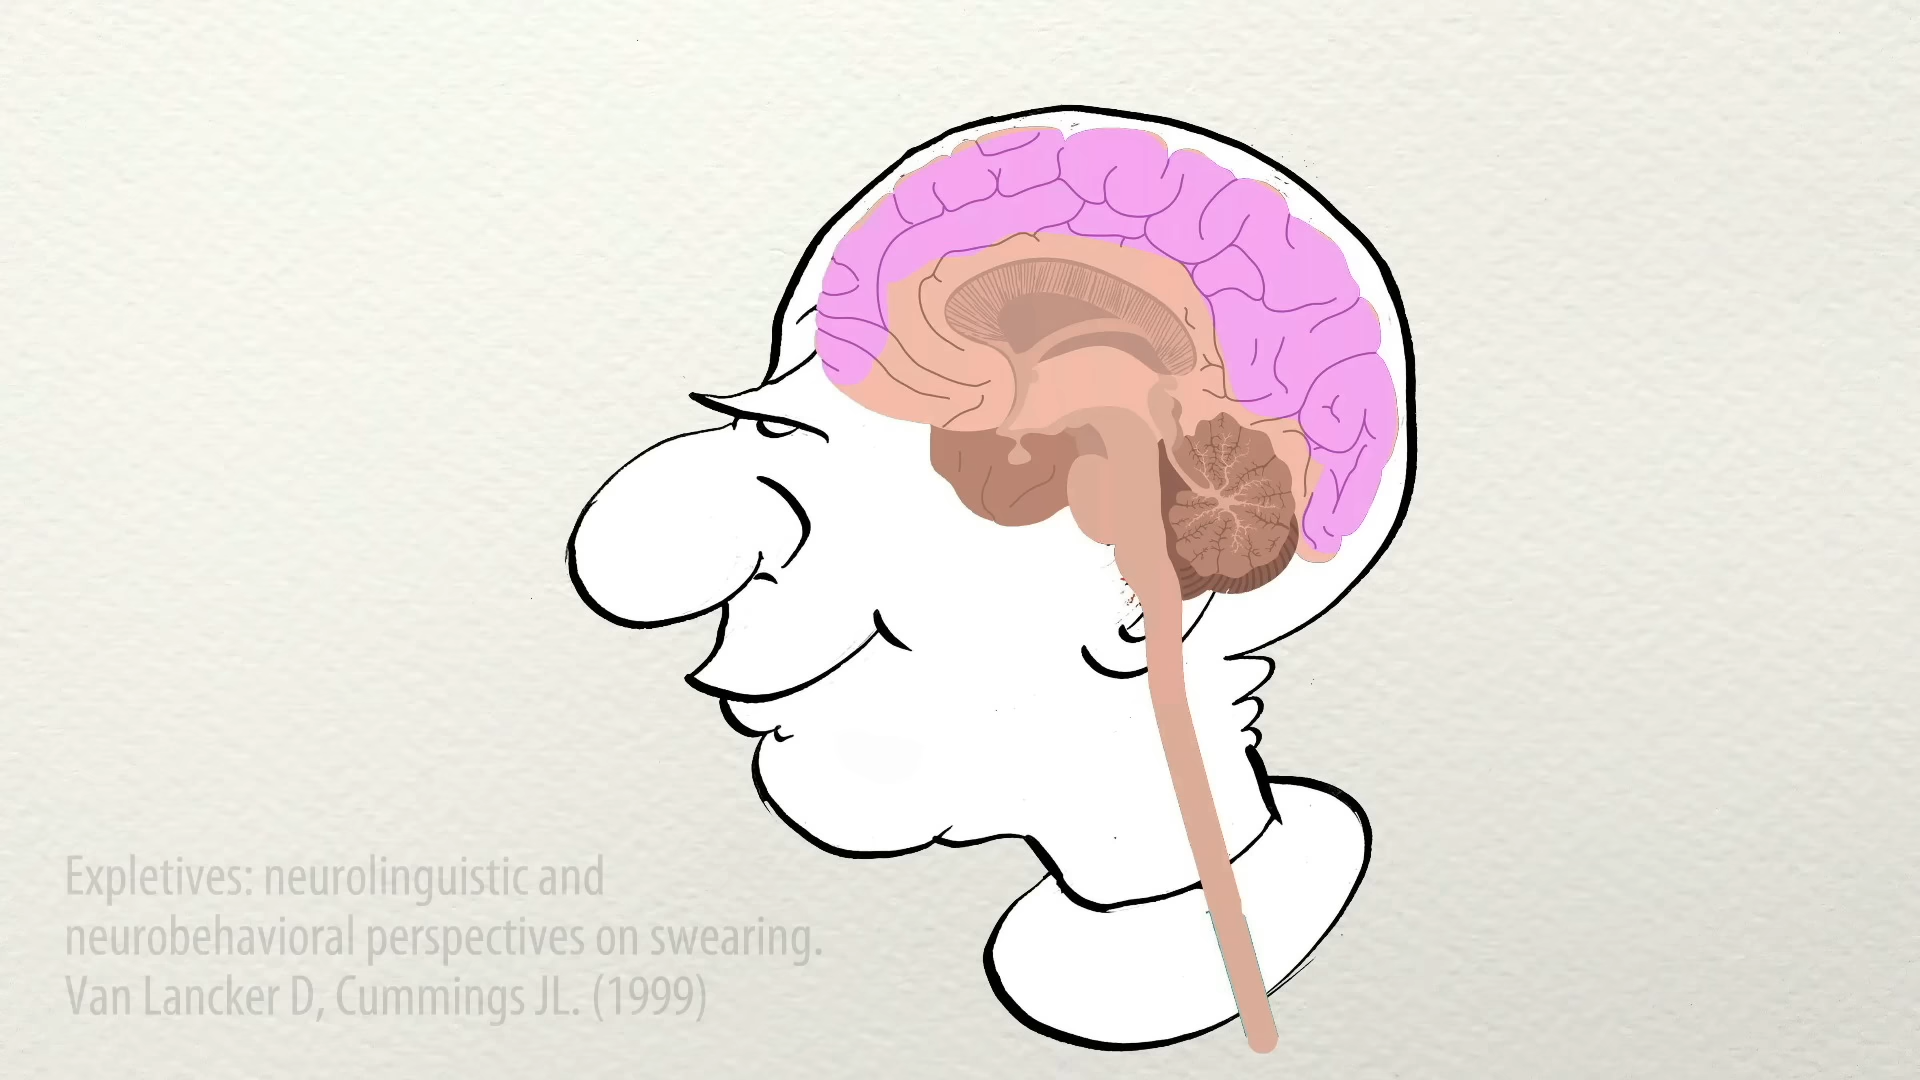 Expletives: neurolinguistic and
neurobehavioral perspectives on swearing.
Van Lancker D, Cummings JL. (1999)